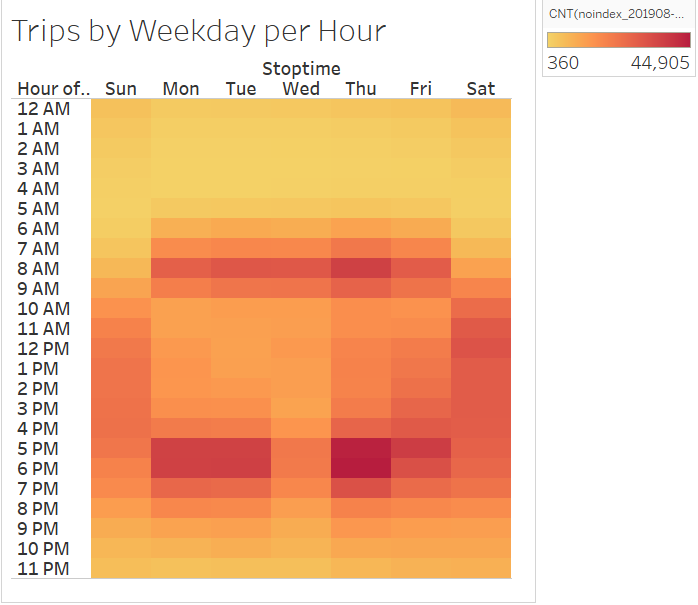 Trips by Weekday per Hour
CNT(noindex_201908-...
360 44,905
Stoptime
Hour of.. Sun Mon Tue Wed Thu Fri Sat
12 AM
1 AM
2 AM
3 AM
4 AM
5 AM
6 AM
7 AM
8 AM
9 AM
10 AM
11 AM
12 PM
1 PM
2 PM
3 PM
4 PM
5 PM
6 PM
7 PM
8 PM
9 PM
10 PM
11 PM